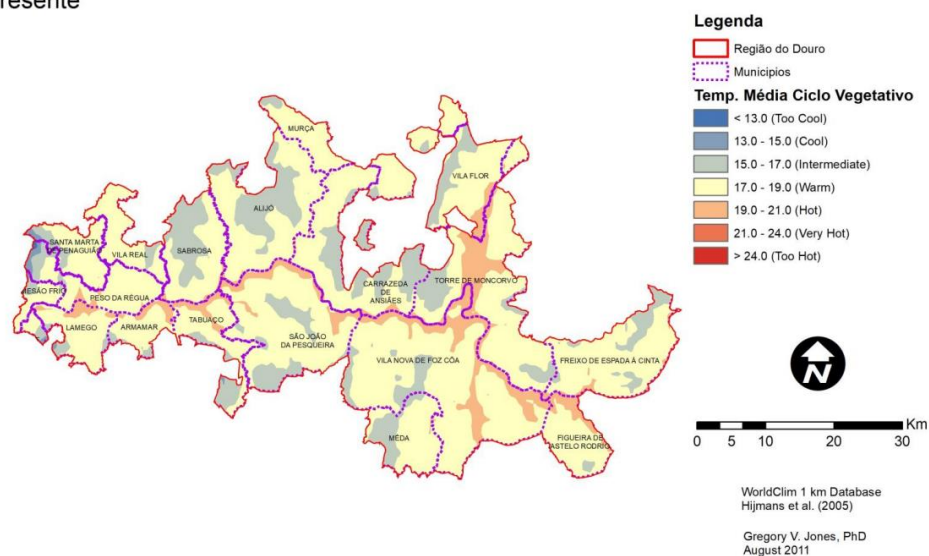 resente
Legenda
Região do Douro
Municipios
Temp. Média Ciclo Vegetativo
< 13.0 (Too Cool)
13.0 - 15.0 (Cool)
15.0 - 17.0 (Intermediate)
17.0 - 19.0 (Warm)
19.0 - 21.0 (Hot)
21.0 - 24.0 (Very Hot)
> 24.0 (Too Hot)
MURÇA
VILA FLOR
ALIJÓ
SANTA MARTA
DE PENAGUIÃO
VILA REAL
SABROSA
MESÃO FRIO
PESO DA RÉGUA
CARRAZEDA
DE
ANSIÃES
TORRE DE MONCORVO
LAMEGO
ARMAMAR
TABUAÇO
SÃO JOÃO
DA PESQUEIRA
VILA NOVA DE FOZ CÔA
FREIXO DE ESPADA À CINTA
MÊDA
FIGUEIRA DE
CASTELO RODRIGO
N
Km
0 5 10 20 30
WorldClim 1 km Database
Hijmans et al. (2005)
Gregory V. Jones, PhD
August 2011